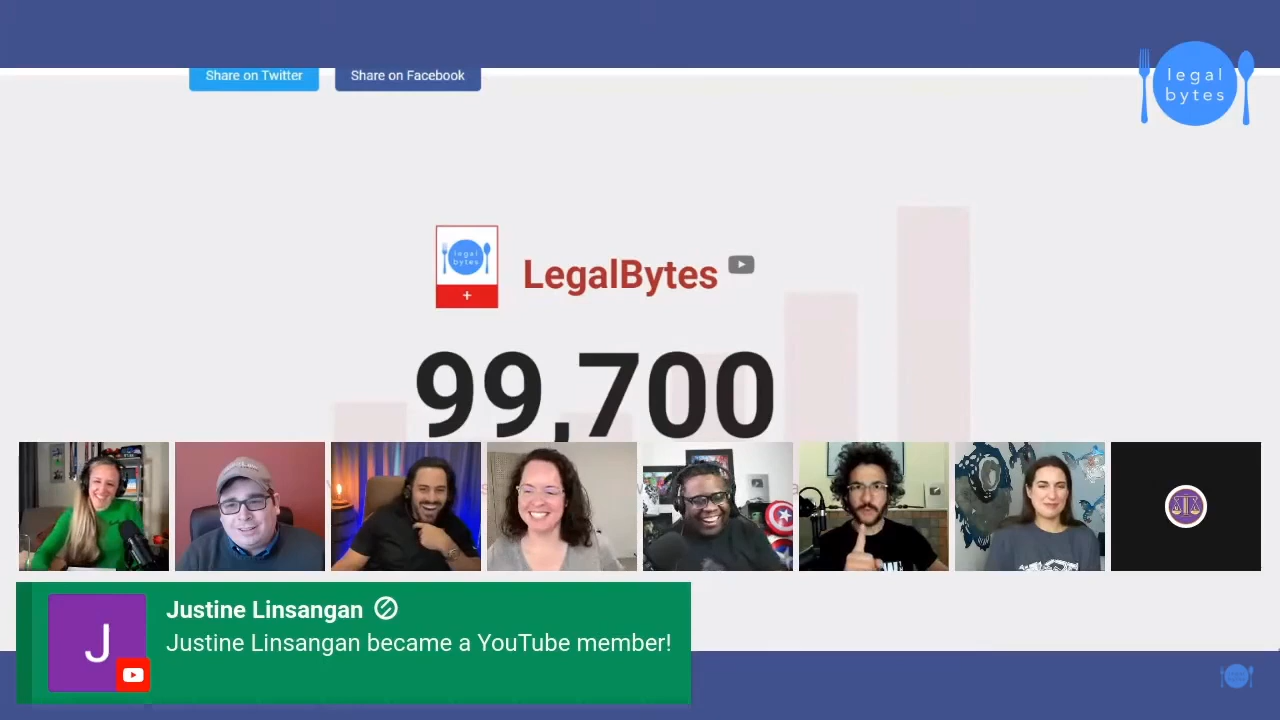 Share on Twitter
Share on Facebook
legal
bytes
legal
bytes
+
LegalBytes
99,700
J
Justine Linsangan
Justine Linsangan became a YouTube member!